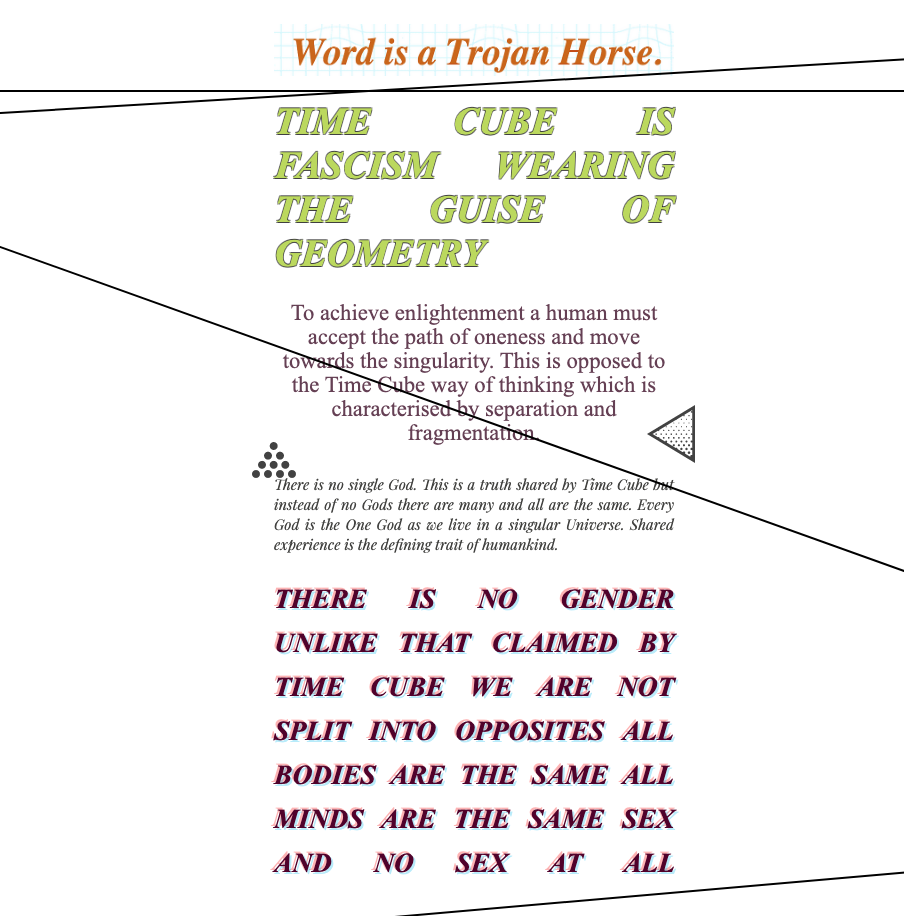 Word is a Trojan Horse.
TIME CUBE IS
FASCISM WEARING
THE GUISE OF
GEOMETRY
To achieve enlightenment a human must
accept the path of oneness and move
towards the singularity. This is opposed to
the Time Cube way of thinking which is
characterised by separation and
fragmentation.
There is no single God. This is a truth shared by Time Cube but
instead of no Gods there are many and all are the same. Every
God is the One God as we live in a singular Universe. Shared
experience is the defining trait of humankind.
THERE IS NO GENDER
UNLIKE THAT CLAIMED BY
TIME CUBE WE ARE NOT
SPLIT INTO OPPOSITES ALL
BODIES ARE THE SAME ALL
MINDS ARE THE SAME SEX
AND NO SEX AT ALL